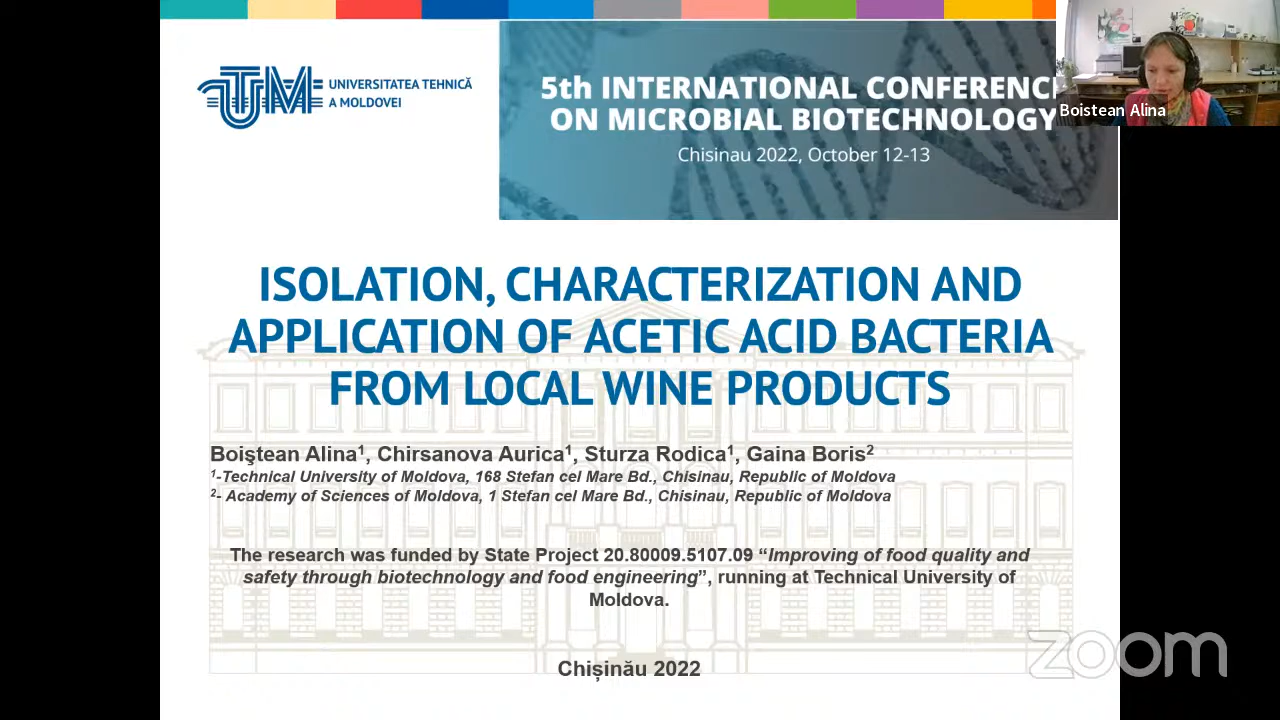 UTM
UNIVERSITATEA TEHNICĂ
A MOLDOVEI
5th INTERNATIONAL CONFERENC
ON MICROBIAL BIOTECHNOLOGY
Chisinau 2022, October 12-13
Boistean Alina
ISOLATION, CHARACTERIZATION AND
APPLICATION OF ACETIC ACID BACTERIA
FROM LOCAL WINE PRODUCTS
Boiştean Alina¹, Chirsanova Aurica¹, Sturza Rodica¹, Gaina Boris²
¹-Technical University of Moldova, 168 Stefan cel Mare Bd., Chisinau, Republic of Moldova
²- Academy of Sciences of Moldova, 1 Stefan cel Mare Bd., Chisinau, Republic of Moldova
The research was funded by State Project 20.80009.5107.09 “Improving of food quality and
safety through biotechnology and food engineering”, running at Technical University of
Moldova.
zoom
Chișinău 2022